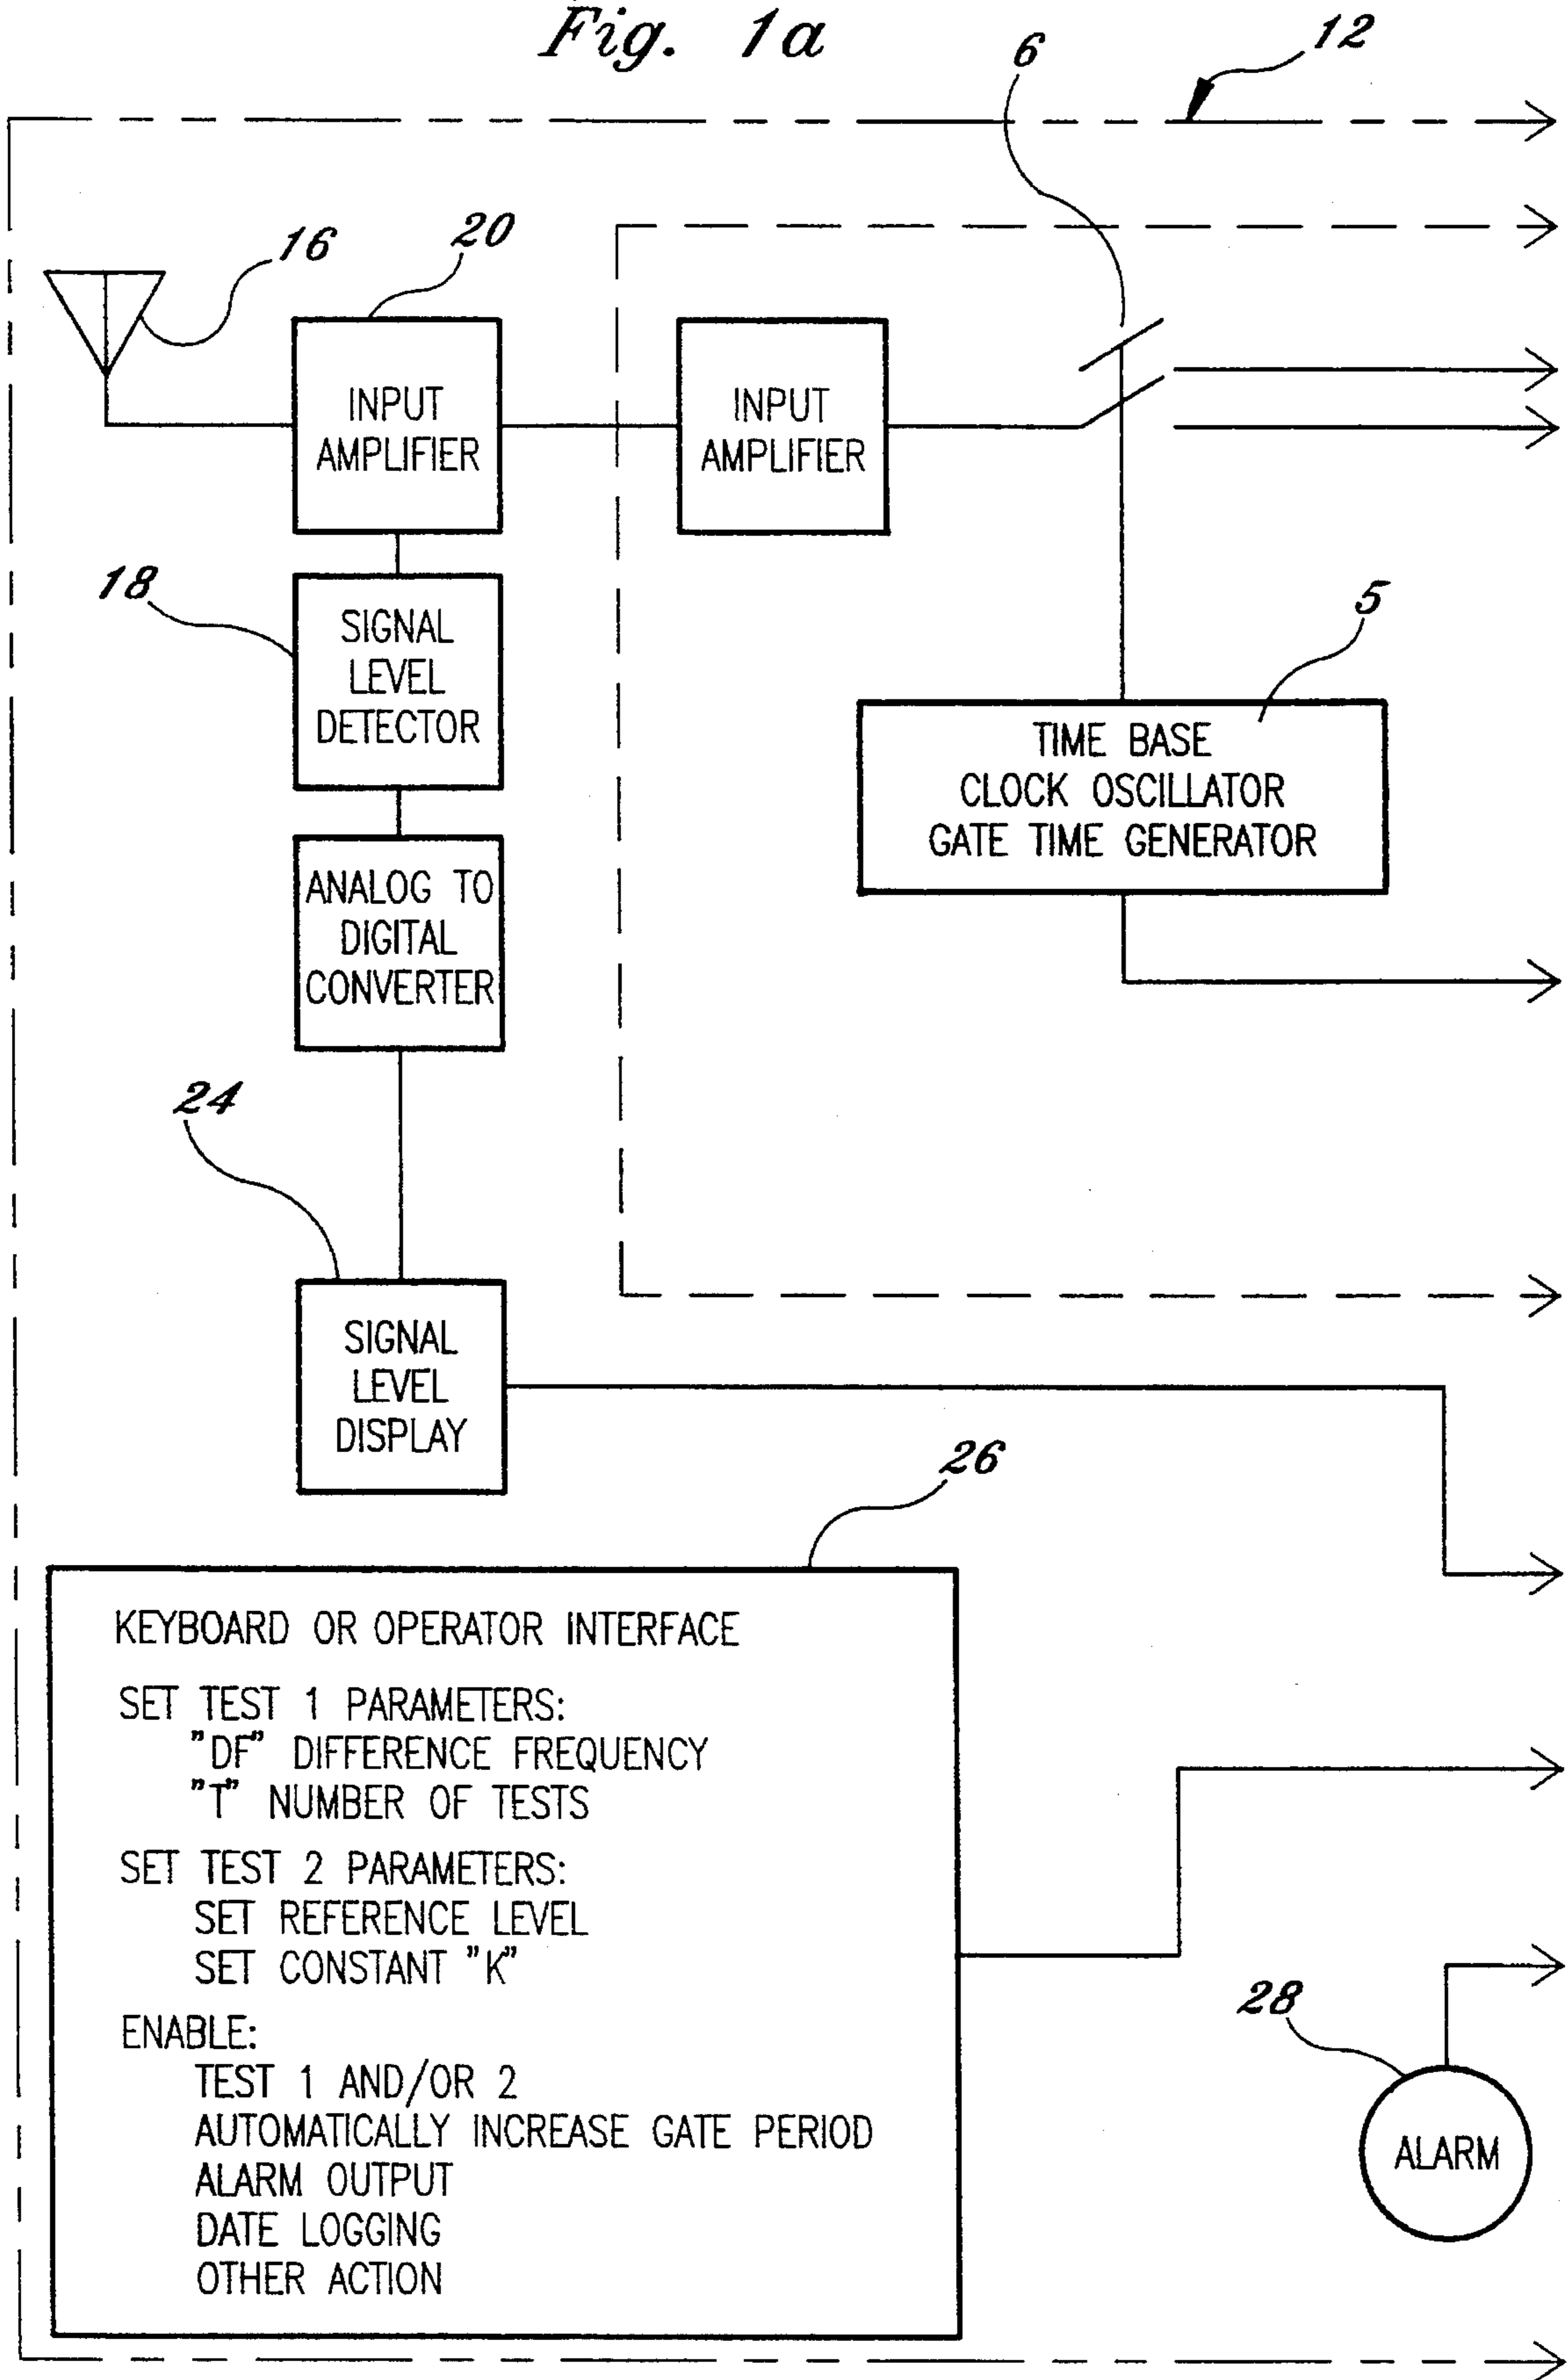 Fig. 1a
6
12
16
20
INPUT
AMPLIFIER
INPUT
AMPLIFIER
18
SIGNAL
LEVEL
DETECTOR
5
TIME BASE
CLOCK OSCILLATOR
GATE TIME GENERATOR
ANALOG TO
DIGITAL
CONVERTER
24
SIGNAL
LEVEL
DISPLAY
26
KEYBOARD OR OPERATOR INTERFACE
SET TEST 1 PARAMETERS:
"DF" DIFFERENCE FREQUENCY
"T" NUMBER OF TESTS
SET TEST 2 PARAMETERS:
SET REFERENCE LEVEL
SET CONSTANT "K"
ENABLE:
TEST 1 AND/OR 2
AUTOMATICALLY INCREASE GATE PERIOD
ALARM OUTPUT
DATE LOGGING
OTHER ACTION
28
ALARM